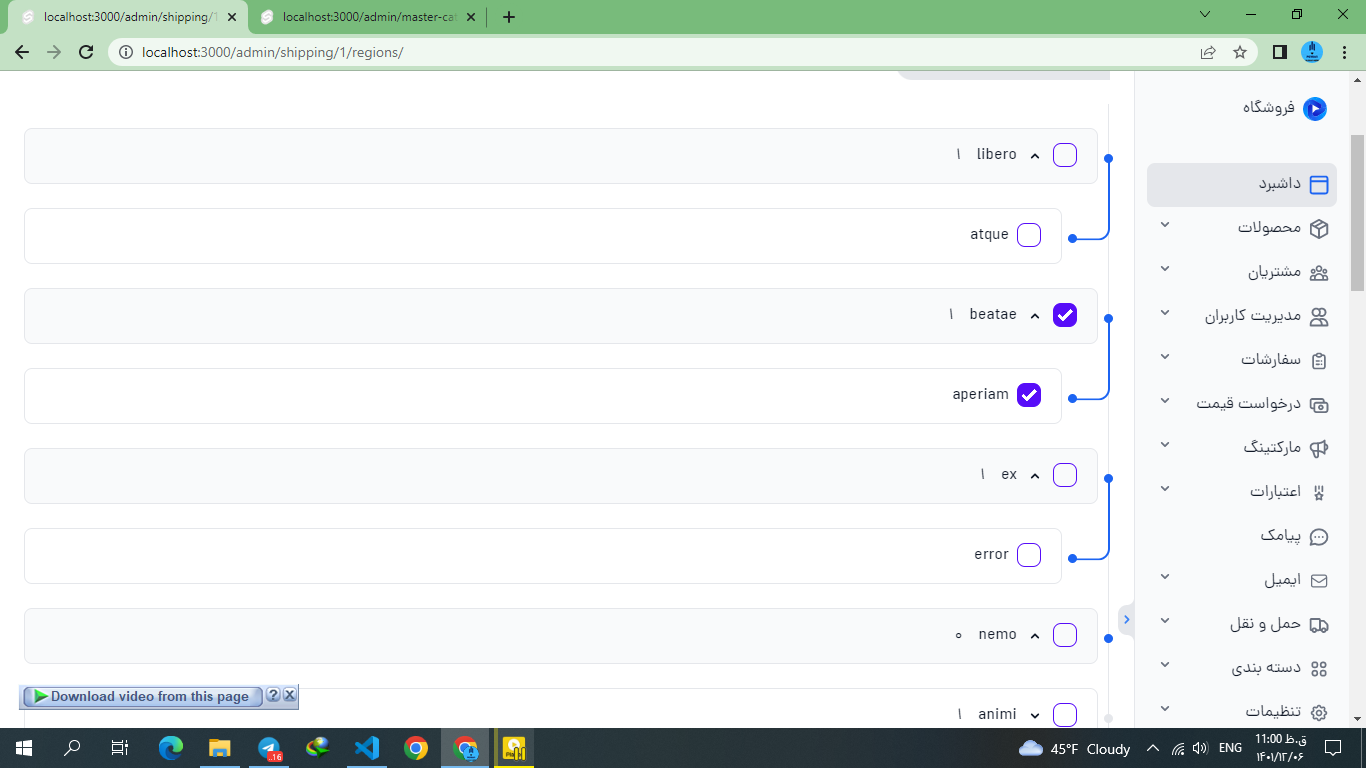 localhost:3000/admin/shipping/1
localhost:3000/admin/master-cat
localhost:3000/admin/shipping/1/regions/
فروشگاه
داشبرد
محصولات
مشتریان
مدیریت کاربران
سفارشات
درخواست قیمت
مارکتینگ
اعتبارات
پیامک
ایمیل
حمل و نقل
دسته بندی
تنظیمات
libero ۱
atque
beatae ۱
aperiam
ex ۱
error
nemo ۰
animi ۱
Download video from this page
? X
16
45°F Cloudy
ENG
11:00 ق.ظ
۱۴۰۱/۱۲/۰۶